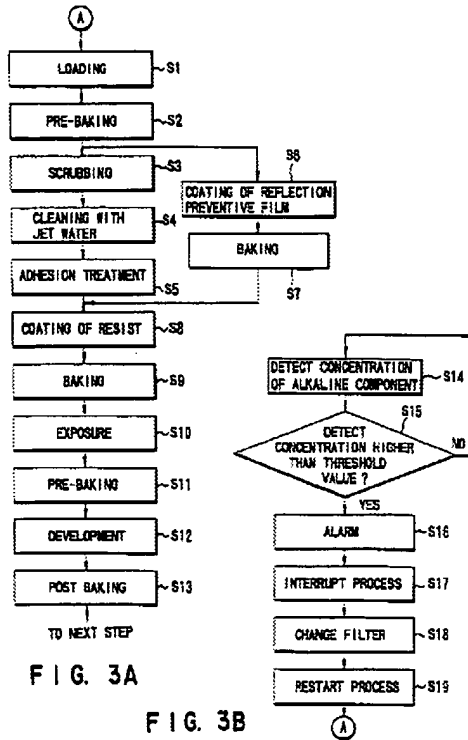 A
LOADING
S1
PRE-BAKING
S2
SCRUBBING
S3
CLEANING WITH
JET WATER
S4
ADHESION TREATMENT
S5
S6
COATING OF REFLECTION
PREVENTIVE FILM
BAKING
S7
COATING OF RESIST
S8
BAKING
S9
EXPOSURE
S10
PRE-BAKING
S11
DEVELOPMENT
S12
POST BAKING
S13
TO NEXT STEP
FIG. 3A
DETECT CONCENTRATION
OF ALKALINE COMPONENT
S14
S15
DETECT
CONCENTRATION HIGHER
THAN THRESHOLD
VALUE?
NO
YES
ALARM
S16
INTERRUPT PROCESS
S17
CHANGE FILTER
S18
RESTART PROCESS
S19
A
FIG. 3B